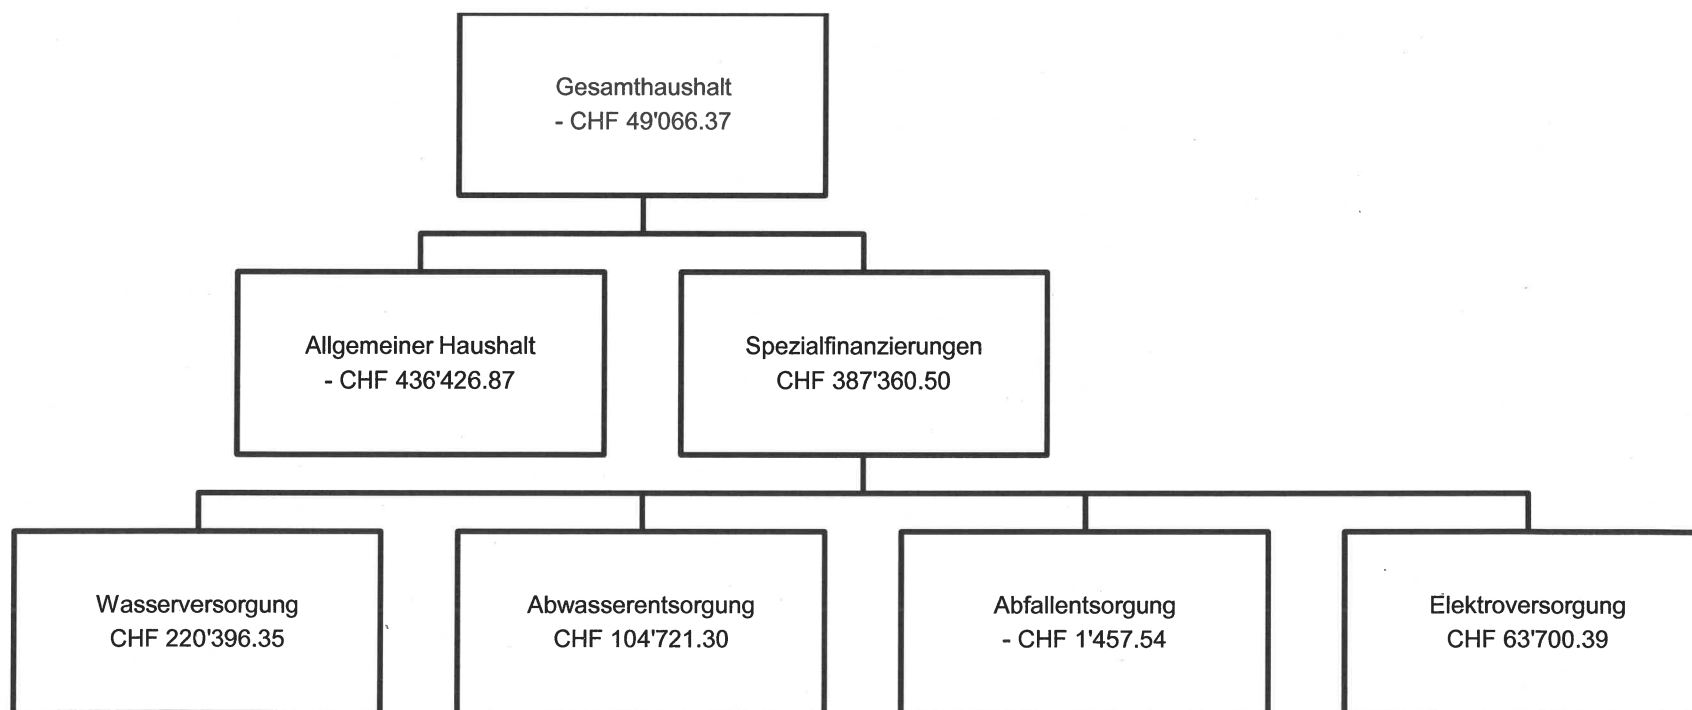 Gesamthaushalt
- CHF 49'066.37
Allgemeiner Haushalt
- CHF 436'426.87
Spezialfinanzierungen
CHF 387'360.50
Wasserversorgung
CHF 220'396.35
Abwasserentsorgung
CHF 104'721.30
Abfallentsorgung
- CHF 1'457.54
Elektroversorgung
CHF 63'700.39